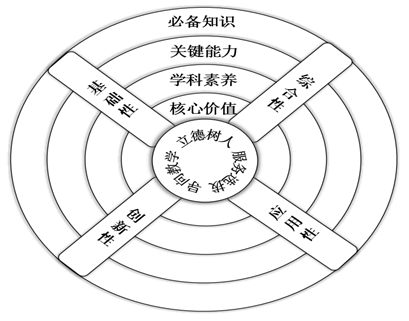 必备知识
关键能力
学科素养
核心价值
基础性
综合性
立德树人
服务选拔
导向教学
创新性
应用性